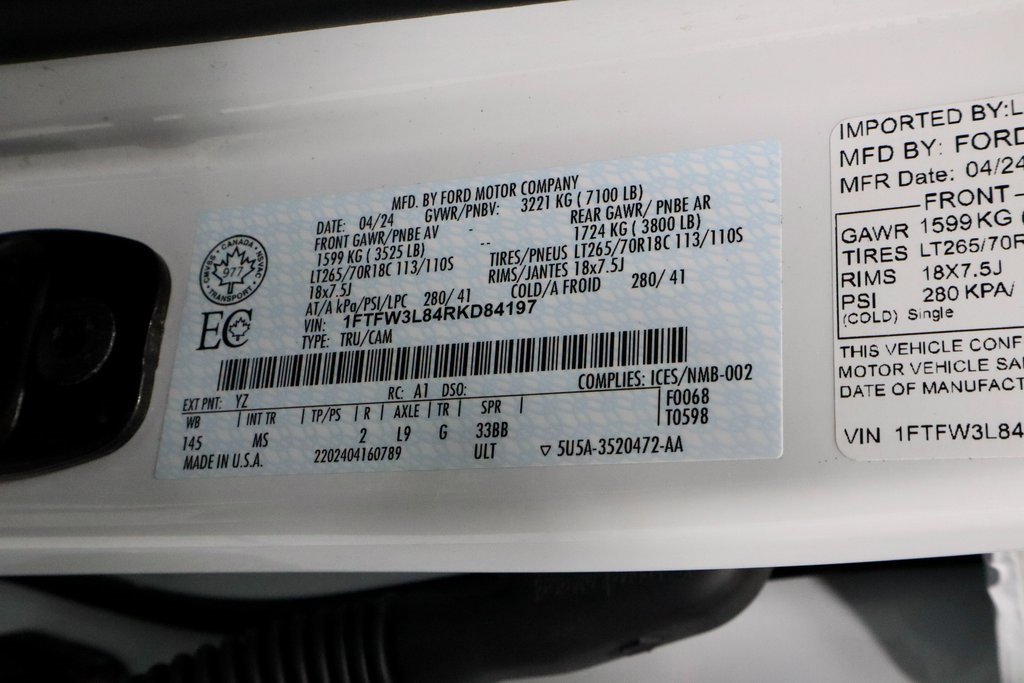 MFD. BY FORD MOTOR COMPANY
DATE: 04/24 GVWR/PNBV: 3221 KG ( 7100 LB)
FRONT GAWR/PNBE AV -- REAR GAWR/ PNBE AR
1599 KG ( 3525 LB) 1724 KG ( 3800 LB)
LT265/70R18C 113/110S TIRES/PNEUS LT265/70R18C 113/110S
18x7.5J RIMS/JANTES 18x7.5J
AT/A kPa/PSI/LPC 280/ 41 COLD/A FROID 280/ 41
VIN: 1FTFW3L84RKD84197
TYPE: TRU/CAM
CANADA
977
TRANSPORT
EC
EXT PNT: YZ RC: A1 DSO: COMPLIES: ICES/NMB-002
WB INT TR TP/PS R AXLE TR SPR F0068
145 MS 2 L9 G 33BB T0598
MADE IN U.S.A. 2202404160789 ULT ▽ 5U5A-3520472-AA
IMPORTED BY:L
MFD BY: FORD
MFR Date: 04/24
FRONT -
GAWR 1599 KG (
TIRES LT265/70R
RIMS 18X7.5J
PSI 280 KPA/
(COLD) Single
THIS VEHICLE CONF
MOTOR VEHICLE SA
DATE OF MANUFACT
VIN 1FTFW3L84